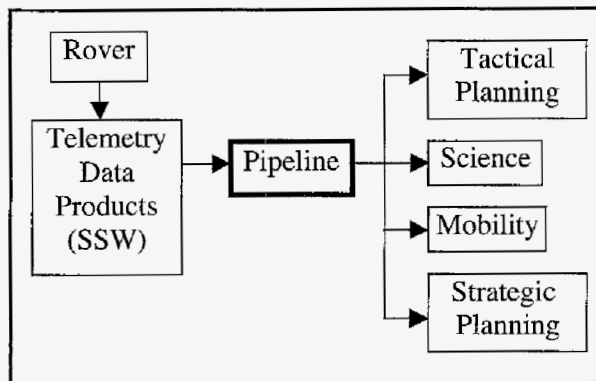 Rover
Telemetry
Data
Products
(SSW)
Pipeline
Tactical
Planning
Science
Mobility
Strategic
Planning